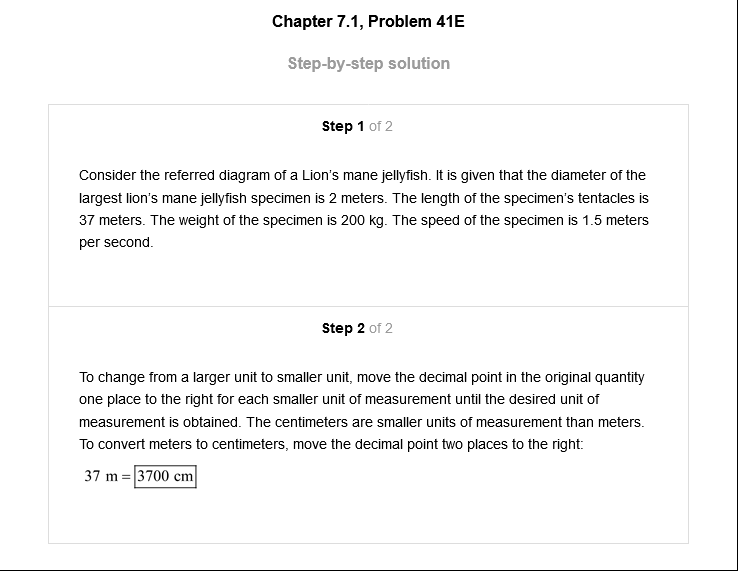 Chapter 7.1, Problem 41E
Step-by-step solution
Step 1 of 2
Consider the referred diagram of a Lion's mane jellyfish. It is given that the diameter of the
largest lion's mane jellyfish specimen is 2 meters. The length of the specimen's tentacles is
37 meters. The weight of the specimen is 200 kg. The speed of the specimen is 1.5 meters
per second.
Step 2 of 2
To change from a larger unit to smaller unit, move the decimal point in the original quantity
one place to the right for each smaller unit of measurement until the desired unit of
measurement is obtained. The centimeters are smaller units of measurement than meters.
To convert meters to centimeters, move the decimal point two places to the right:
37 m = 3700 cm